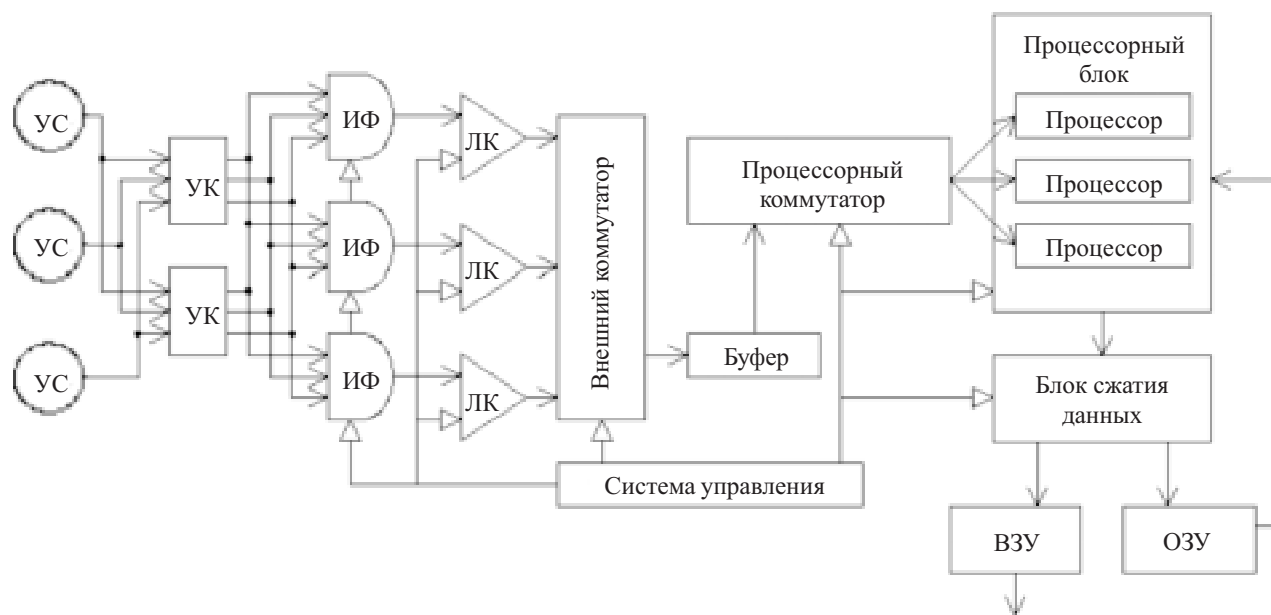 УС
УС
УС
УК
УК
ИФ
ИФ
ИФ
ЛК
ЛК
ЛК
Внешний коммутатор
Буфер
Процессорный
коммутатор
Процессорный
блок
Процессор
Процессор
Процессор
Блок сжатия
данных
Система управления
ВЗУ
ОЗУ